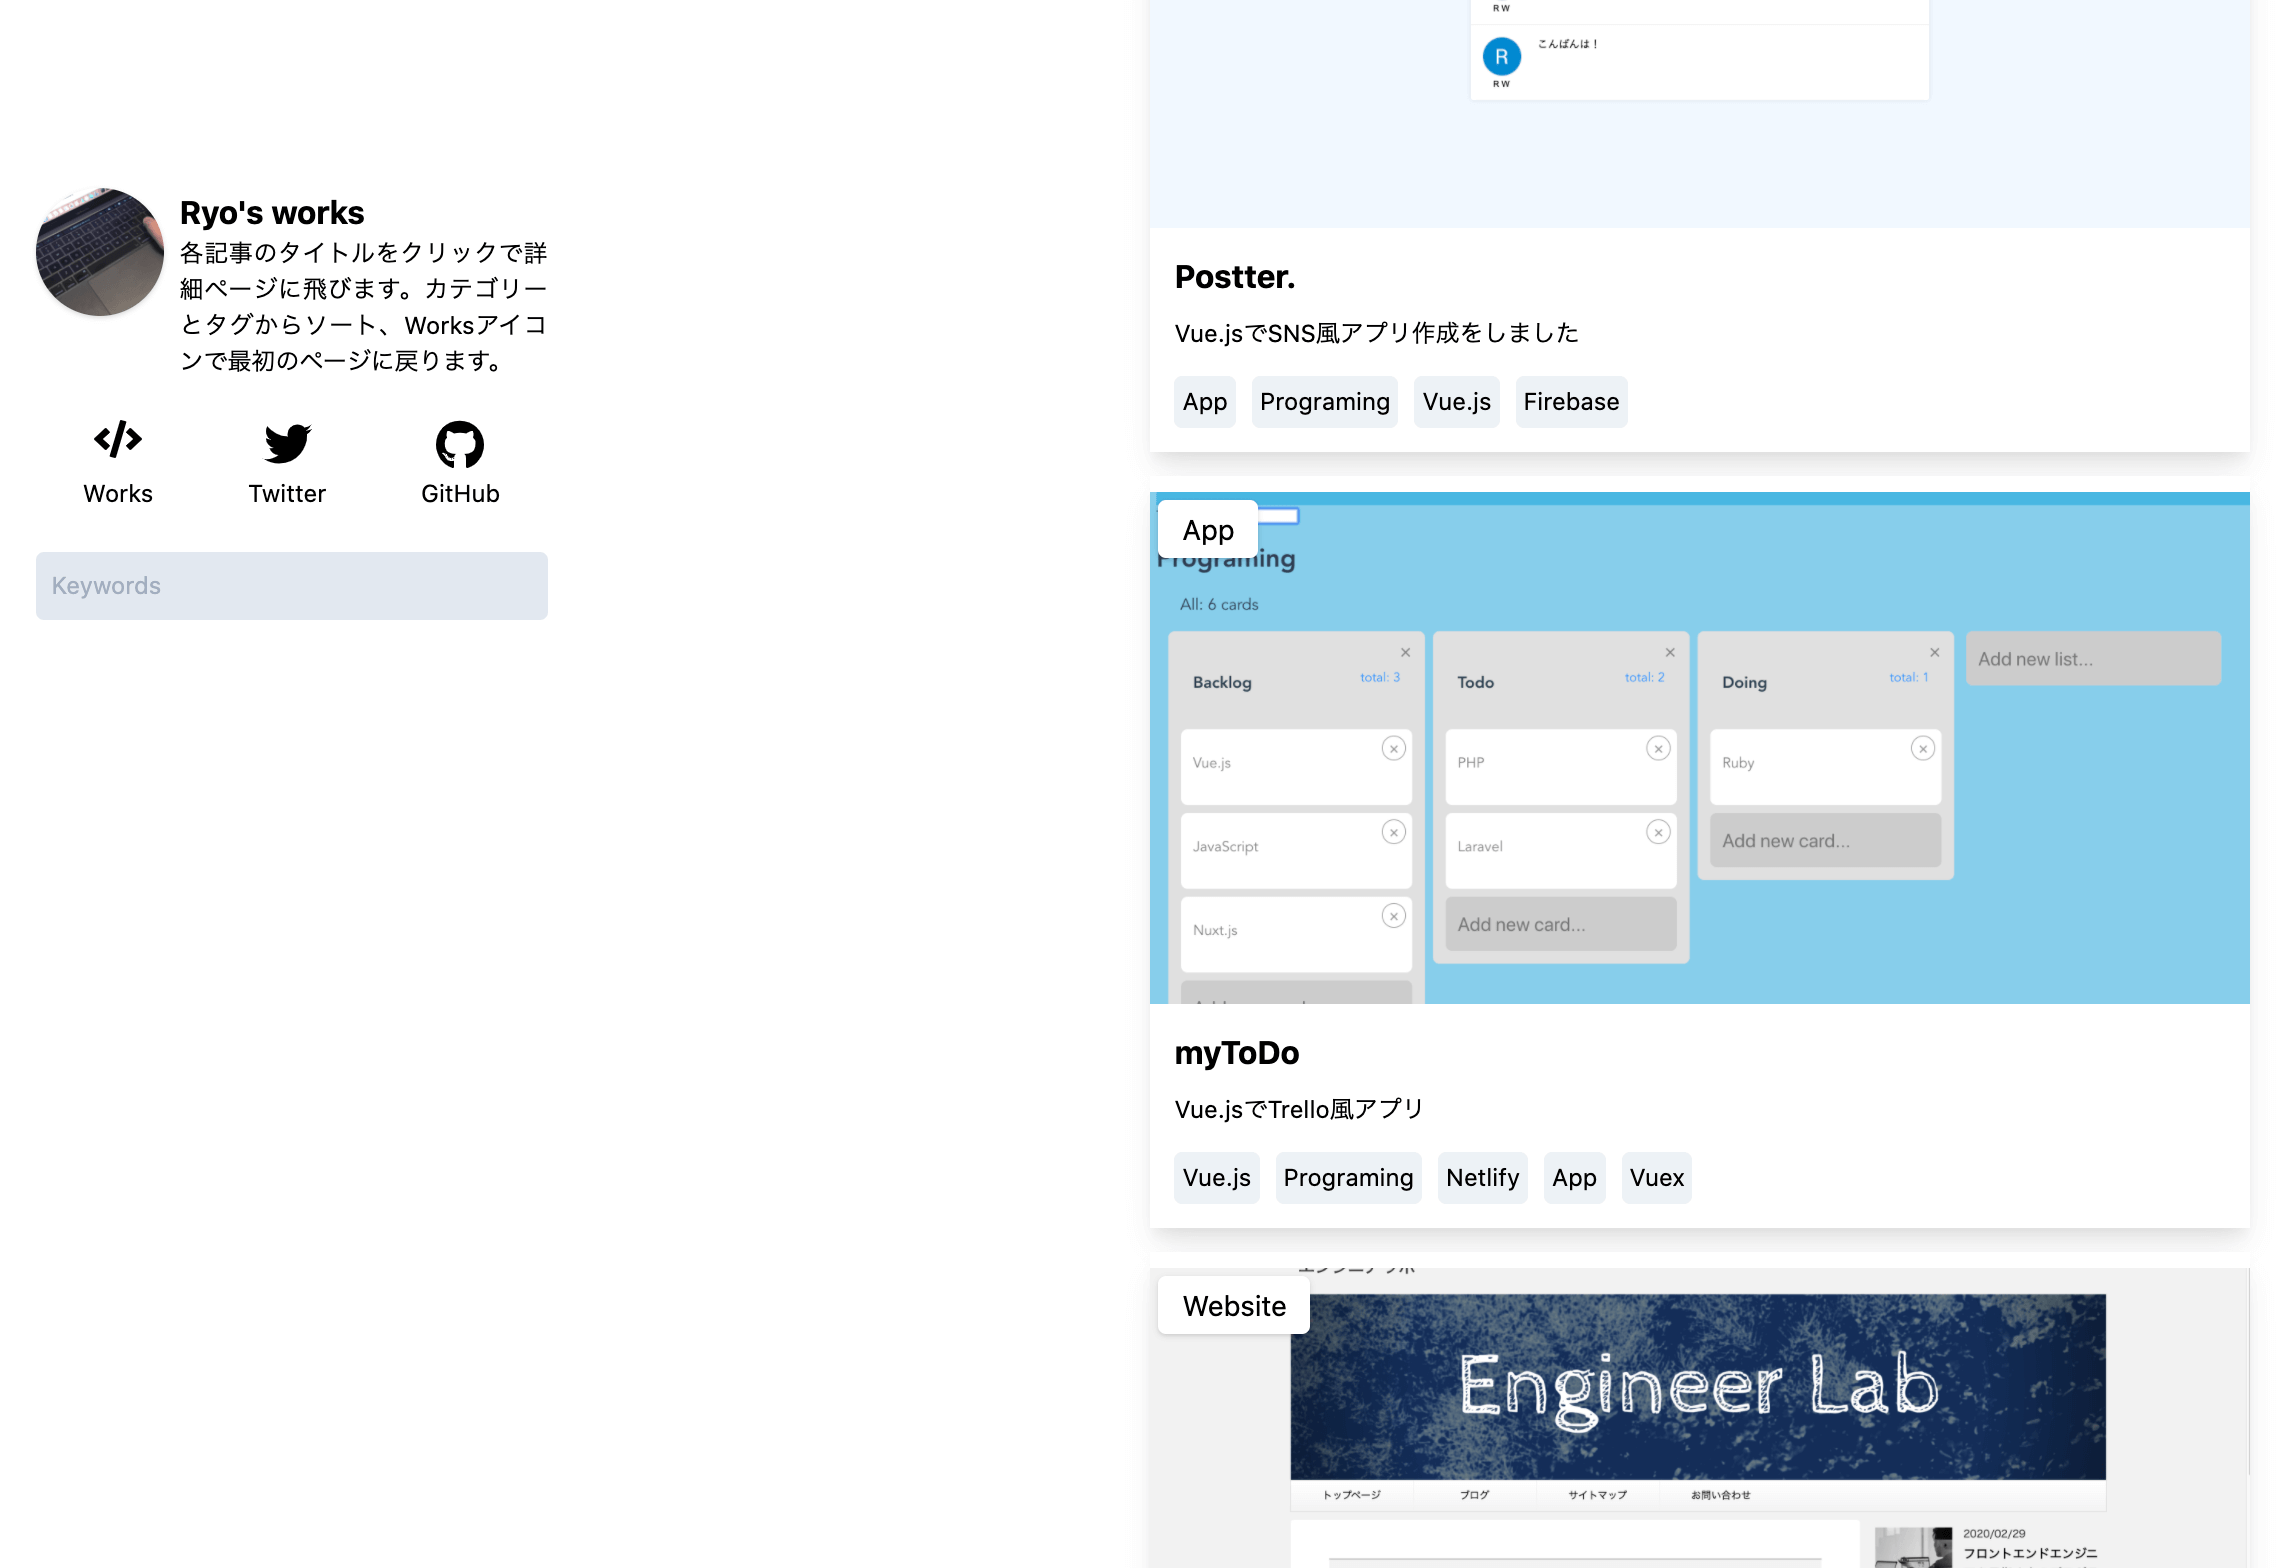 Ryo's works
各記事のタイトルをクリックで詳
細ページに飛びます。カテゴリー
とタグからソート、Worksアイコ
ンで最初のページに戻ります。
Works
Twitter
GitHub
Keywords
R W
R
こんばんは！
R W
Postter.
Vue.jsでSNS風アプリ作成をしました
App
Programing
Vue.js
Firebase
App
Programing
All: 6 cards
Backlog
total: 3
Vue.js
JavaScript
Nuxt.js
Todo
total: 2
PHP
Laravel
Add new card...
Doing
total: 1
Ruby
Add new card...
Add new list...
myToDo
Vue.jsでTrello風アプリ
Vue.js
Programing
Netlify
App
Vuex
Website
Engineer Lab
トップページ
ブログ
サイトマップ
お問い合わせ
2020/02/29
フロントエンドエンジニ